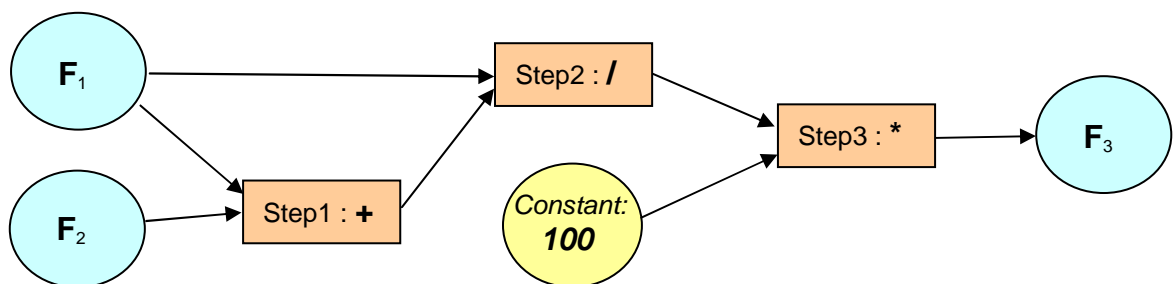 F₁
Step2 : /
Step3 : *
F₃
F₂
Step1 : +
Constant:
100